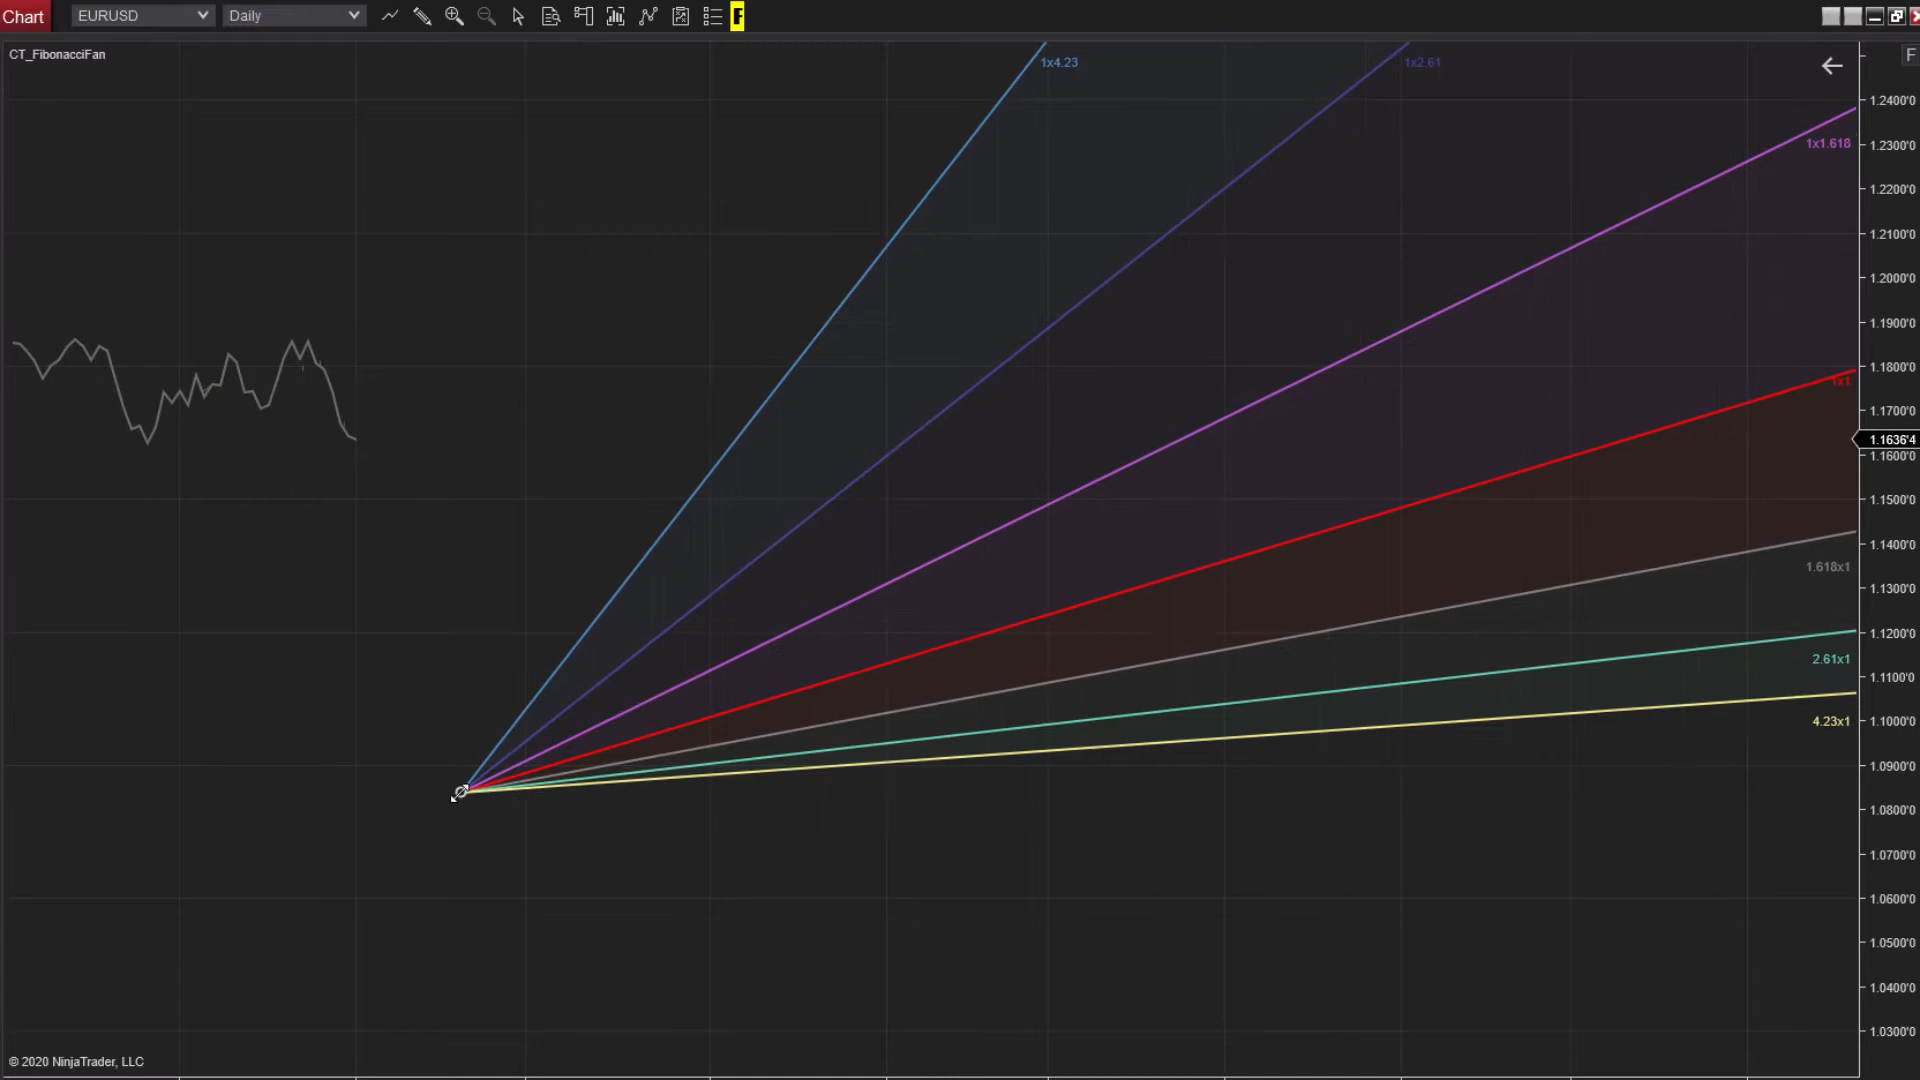 Chart EURUSD Daily F
CT_FibonacciFan
F
1x4.23
1x2.61
1x1.618
1x1
1.618x1
2.61x1
4.23x1
1.2400'0
1.2300'0
1.2200'0
1.2100'0
1.2000'0
1.1900'0
1.1800'0
1.1700'0
1.1636'4
1.1600'0
1.1500'0
1.1400'0
1.1300'0
1.1200'0
1.1100'0
1.1000'0
1.0900'0
1.0800'0
1.0700'0
1.0600'0
1.0500'0
1.0400'0
1.0300'0
© 2020 NinjaTrader, LLC